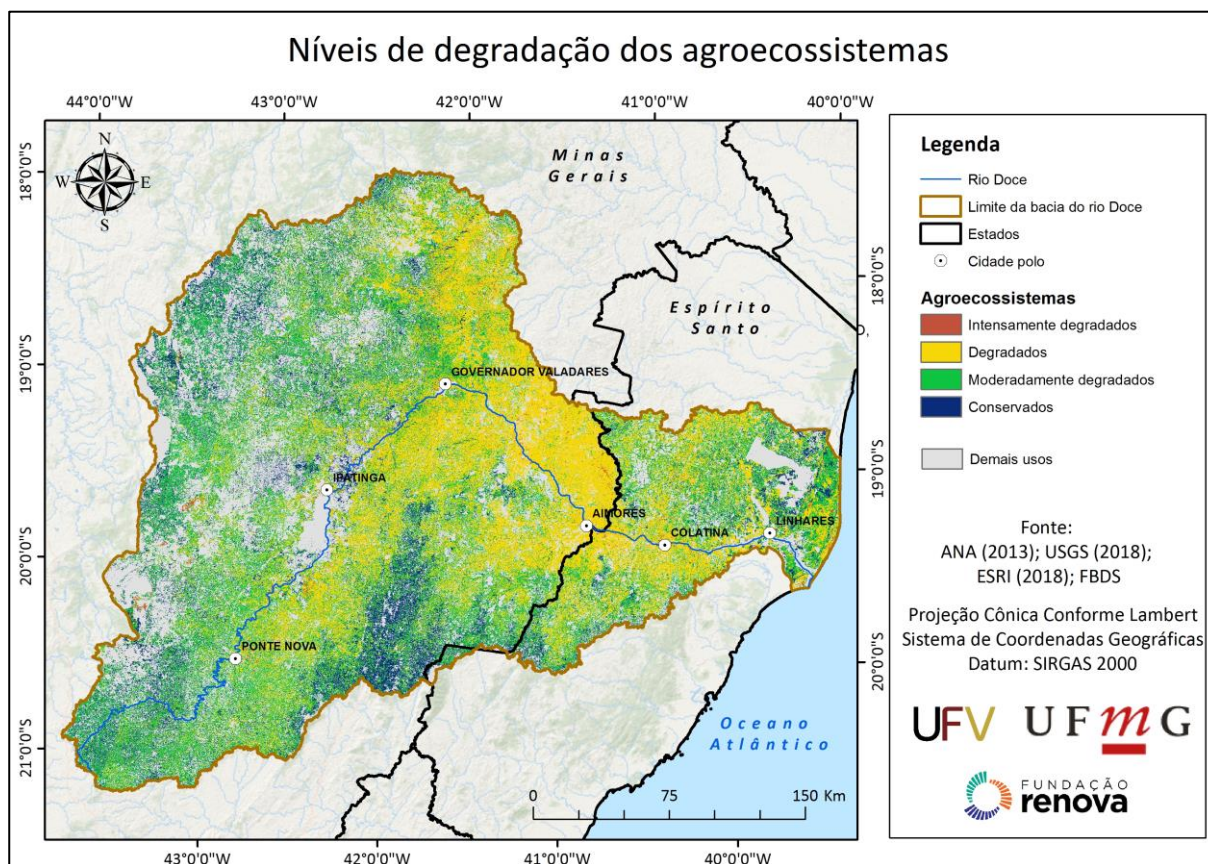 Níveis de degradação dos agroecossistemas
44°0'0"W
43°0'0"W
42°0'0"W
41°0'0"W
40°0'0"W
18°0'0"S
19°0'0"S
20°0'0"S
21°0'0"S
N
W
E
S
Minas
Gerais
Espírito
Santo
GOVERNADOR VALADARES
IPATINGA
AIMORES
COLATINA
LINHARES
PONTE NOVA
Oceano
Atlântico
0
75
150 Km
18°0'0"S
19°0'0"S
20°0'0"S
43°0'0"W
42°0'0"W
41°0'0"W
40°0'0"W
Legenda
Rio Doce
Limite da bacia do rio Doce
Estados
Cidade polo
Agroecossistemas
Intensamente degradados
Degradados
Moderadamente degradados
Conservados
Demais usos
Fonte:
ANA (2013); USGS (2018);
ESRI (2018); FBDS
Projeção Cônica Conforme Lambert
Sistema de Coordenadas Geográficas
Datum: SIRGAS 2000
UFV
UFmG
FUNDAÇÃO
renova